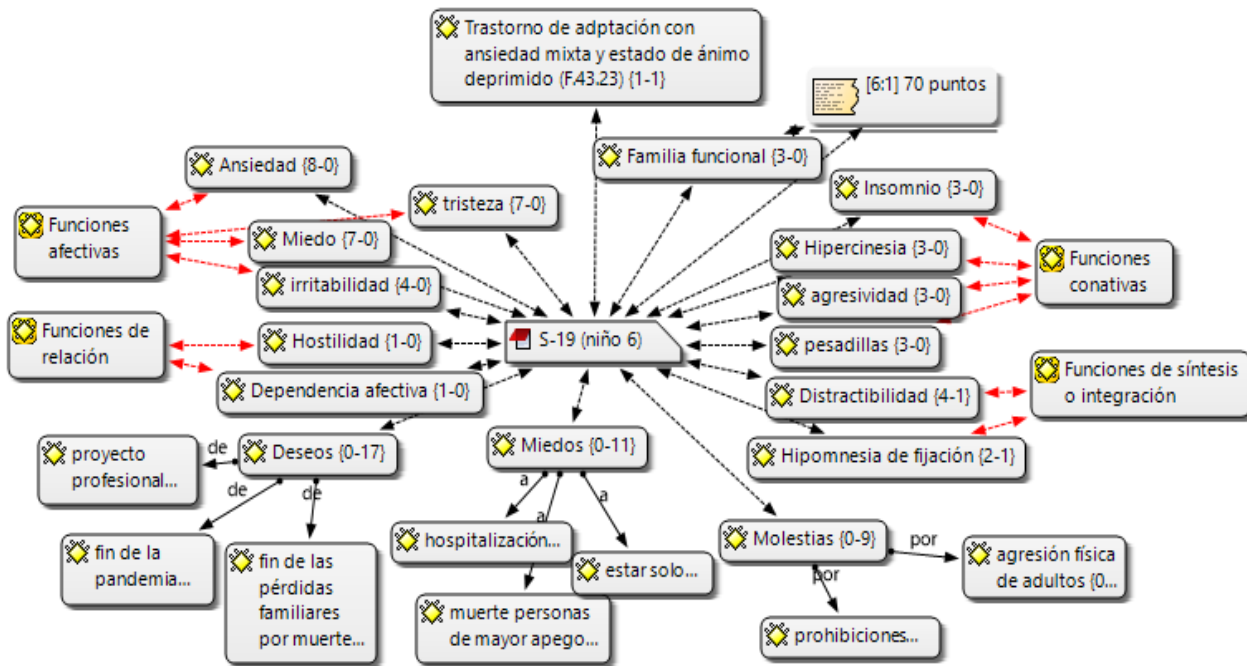 Trastorno de adptación con
ansiedad mixta y estado de ánimo
deprimido (F.43.23) {1-1}
[6:1] 70 puntos
Familia funcional {3-0}
Ansiedad {8-0}
Insomnio {3-0}
tristeza {7-0}
Funciones
afectivas
Miedo {7-0}
Hipercinesia {3-0}
Funciones
conativas
irritabilidad {4-0}
agresividad {3-0}
Funciones de
relación
Hostilidad {1-0}
S-19 (niño 6)
pesadillas {3-0}
Dependencia afectiva {1-0}
Distractibilidad {4-1}
Funciones de síntesis
o integración
Deseos {0-17}
Miedos {0-11}
Hipomnesia de fijación {2-1}
de
proyecto
profesional...
de
de
a
a
a
fin de la
pandemia...
fin de las
pérdidas
familiares
por muerte...
hospitalización...
estar solo...
muerte personas
de mayor apego...
Molestias {0-9}
por
por
agresión física
de adultos {0...
prohibiciones...